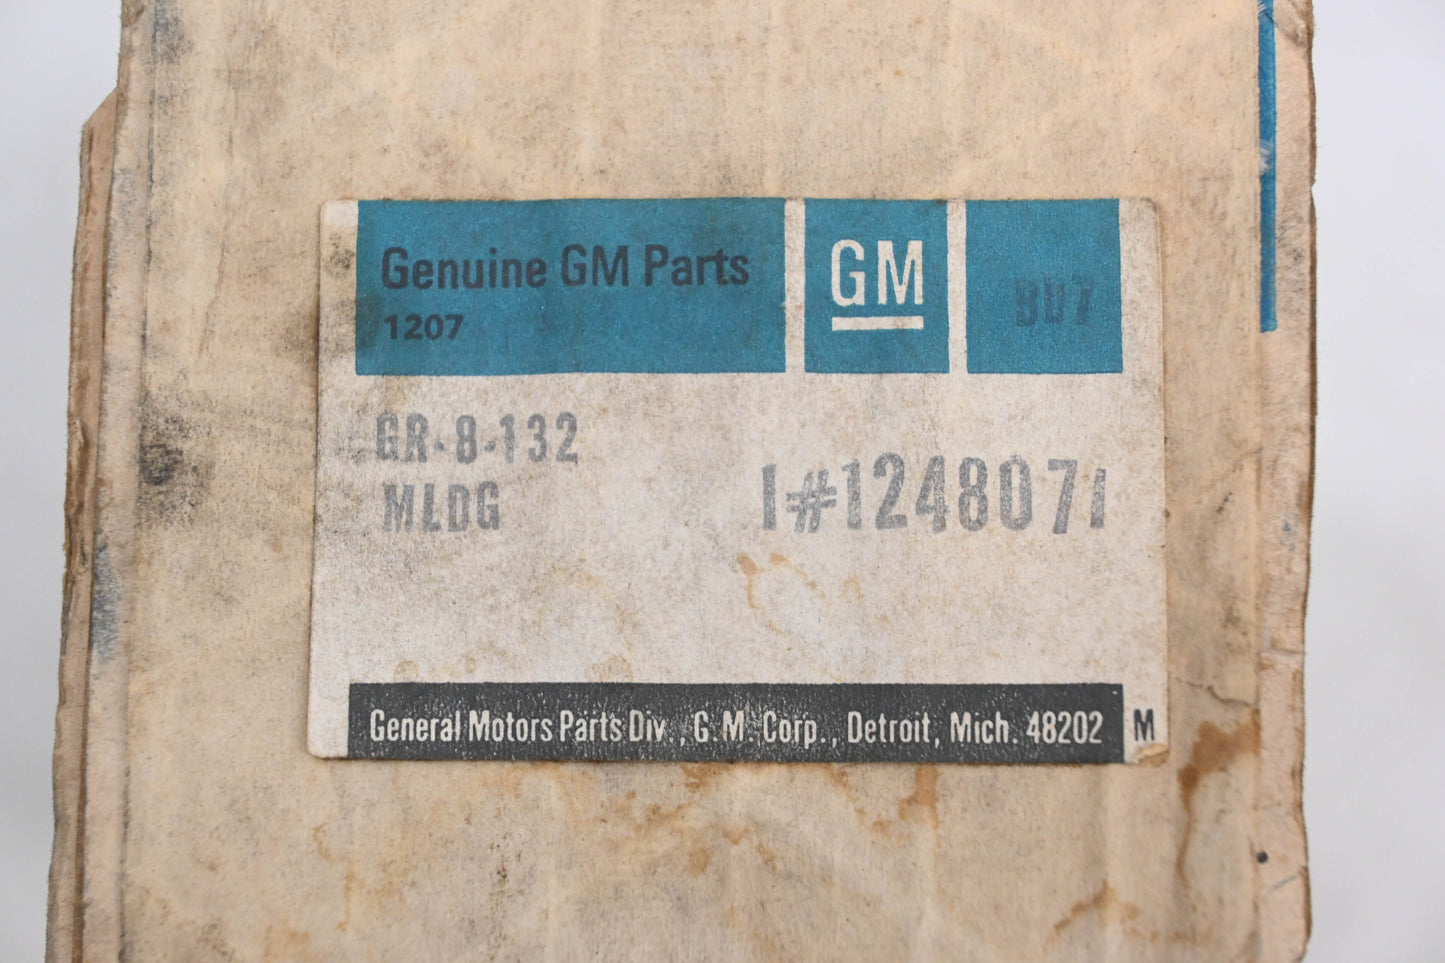 Genuine GM Parts
1207
GM
8D7
GR-8-132
MLDG
1#1248071
General Motors Parts Div., G.M. Corp., Detroit, Mich. 48202
M